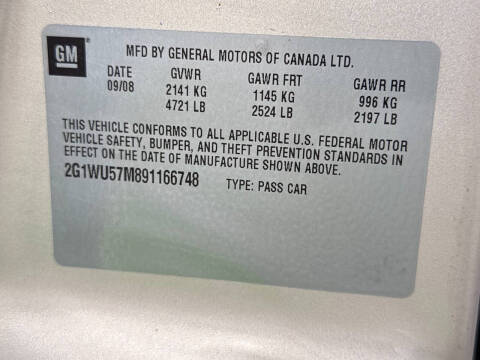 GM
MFD BY GENERAL MOTORS OF CANADA LTD.
DATE GVWR GAWR FRT GAWR RR
09/08 2141 KG 1145 KG 996 KG
4721 LB 2524 LB 2197 LB
THIS VEHICLE CONFORMS TO ALL APPLICABLE U.S. FEDERAL MOTOR
VEHICLE SAFETY, BUMPER, AND THEFT PREVENTION STANDARDS IN
EFFECT ON THE DATE OF MANUFACTURE SHOWN ABOVE.
2G1WU57M891166748 TYPE: PASS CAR